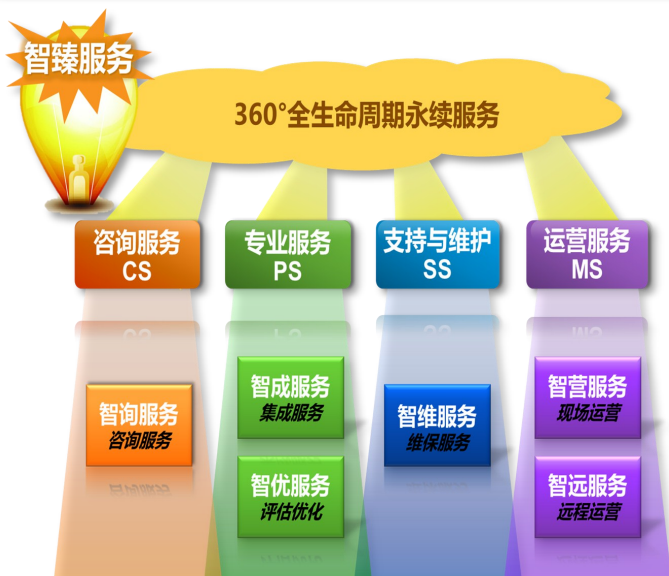 智臻服务
360°全生命周期永续服务
咨询服务
CS
专业服务
PS
支持与维护
SS
运营服务
MS
智询服务
咨询服务
智成服务
集成服务
智优服务
评估优化
智维服务
维保服务
智营服务
现场运营
智远服务
远程运营